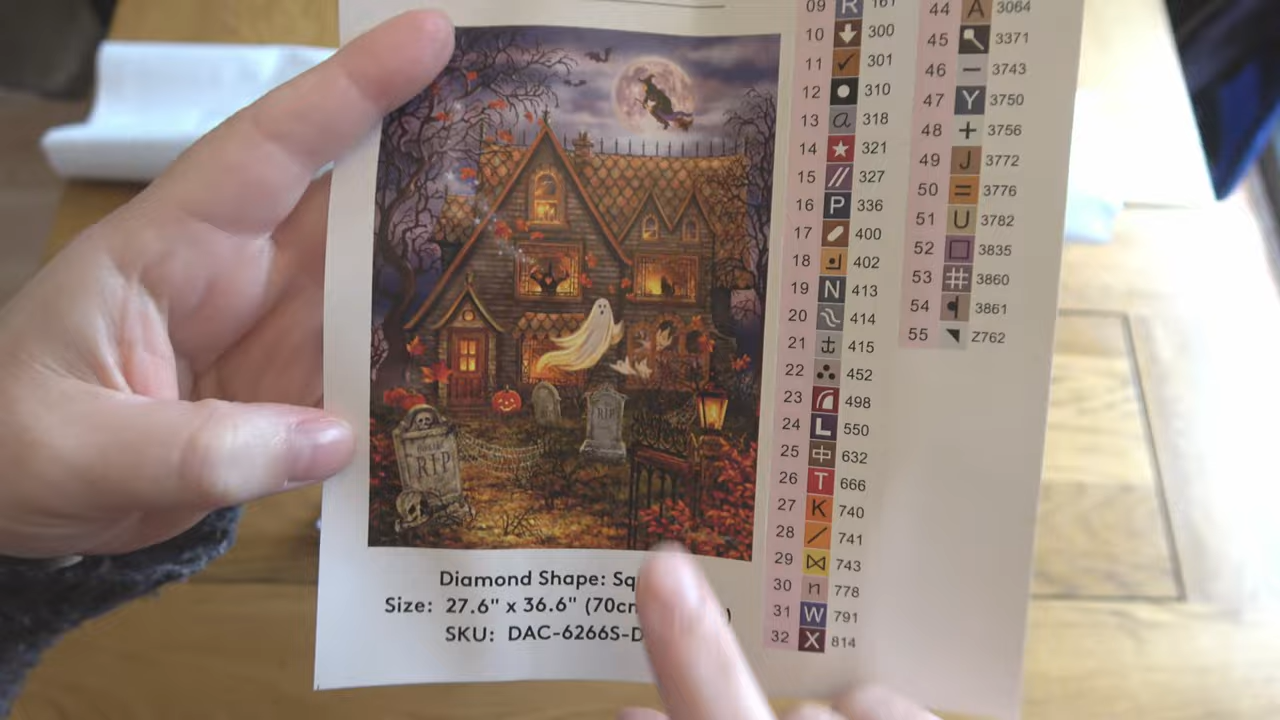 09 R 161
10 300
11 301
12 310
13 a 318
14 321
15 // 327
16 P 336
17 400
18 402
19 N 413
20 414
21 415
22 452
23 498
24 L 550
25 中 632
26 T 666
27 K 740
28 / 741
29 743
30 n 778
31 W 791
32 X 814
44 A 3064
45 3371
46 — 3743
47 Y 3750
48 + 3756
49 J 3772
50 = 3776
51 U 3782
52 3835
53 # 3860
54 3861
55 Z762
RIP
RIP
Diamond Shape: Sq
Size: 27.6" x 36.6" (70cm )
SKU: DAC-6266S-D